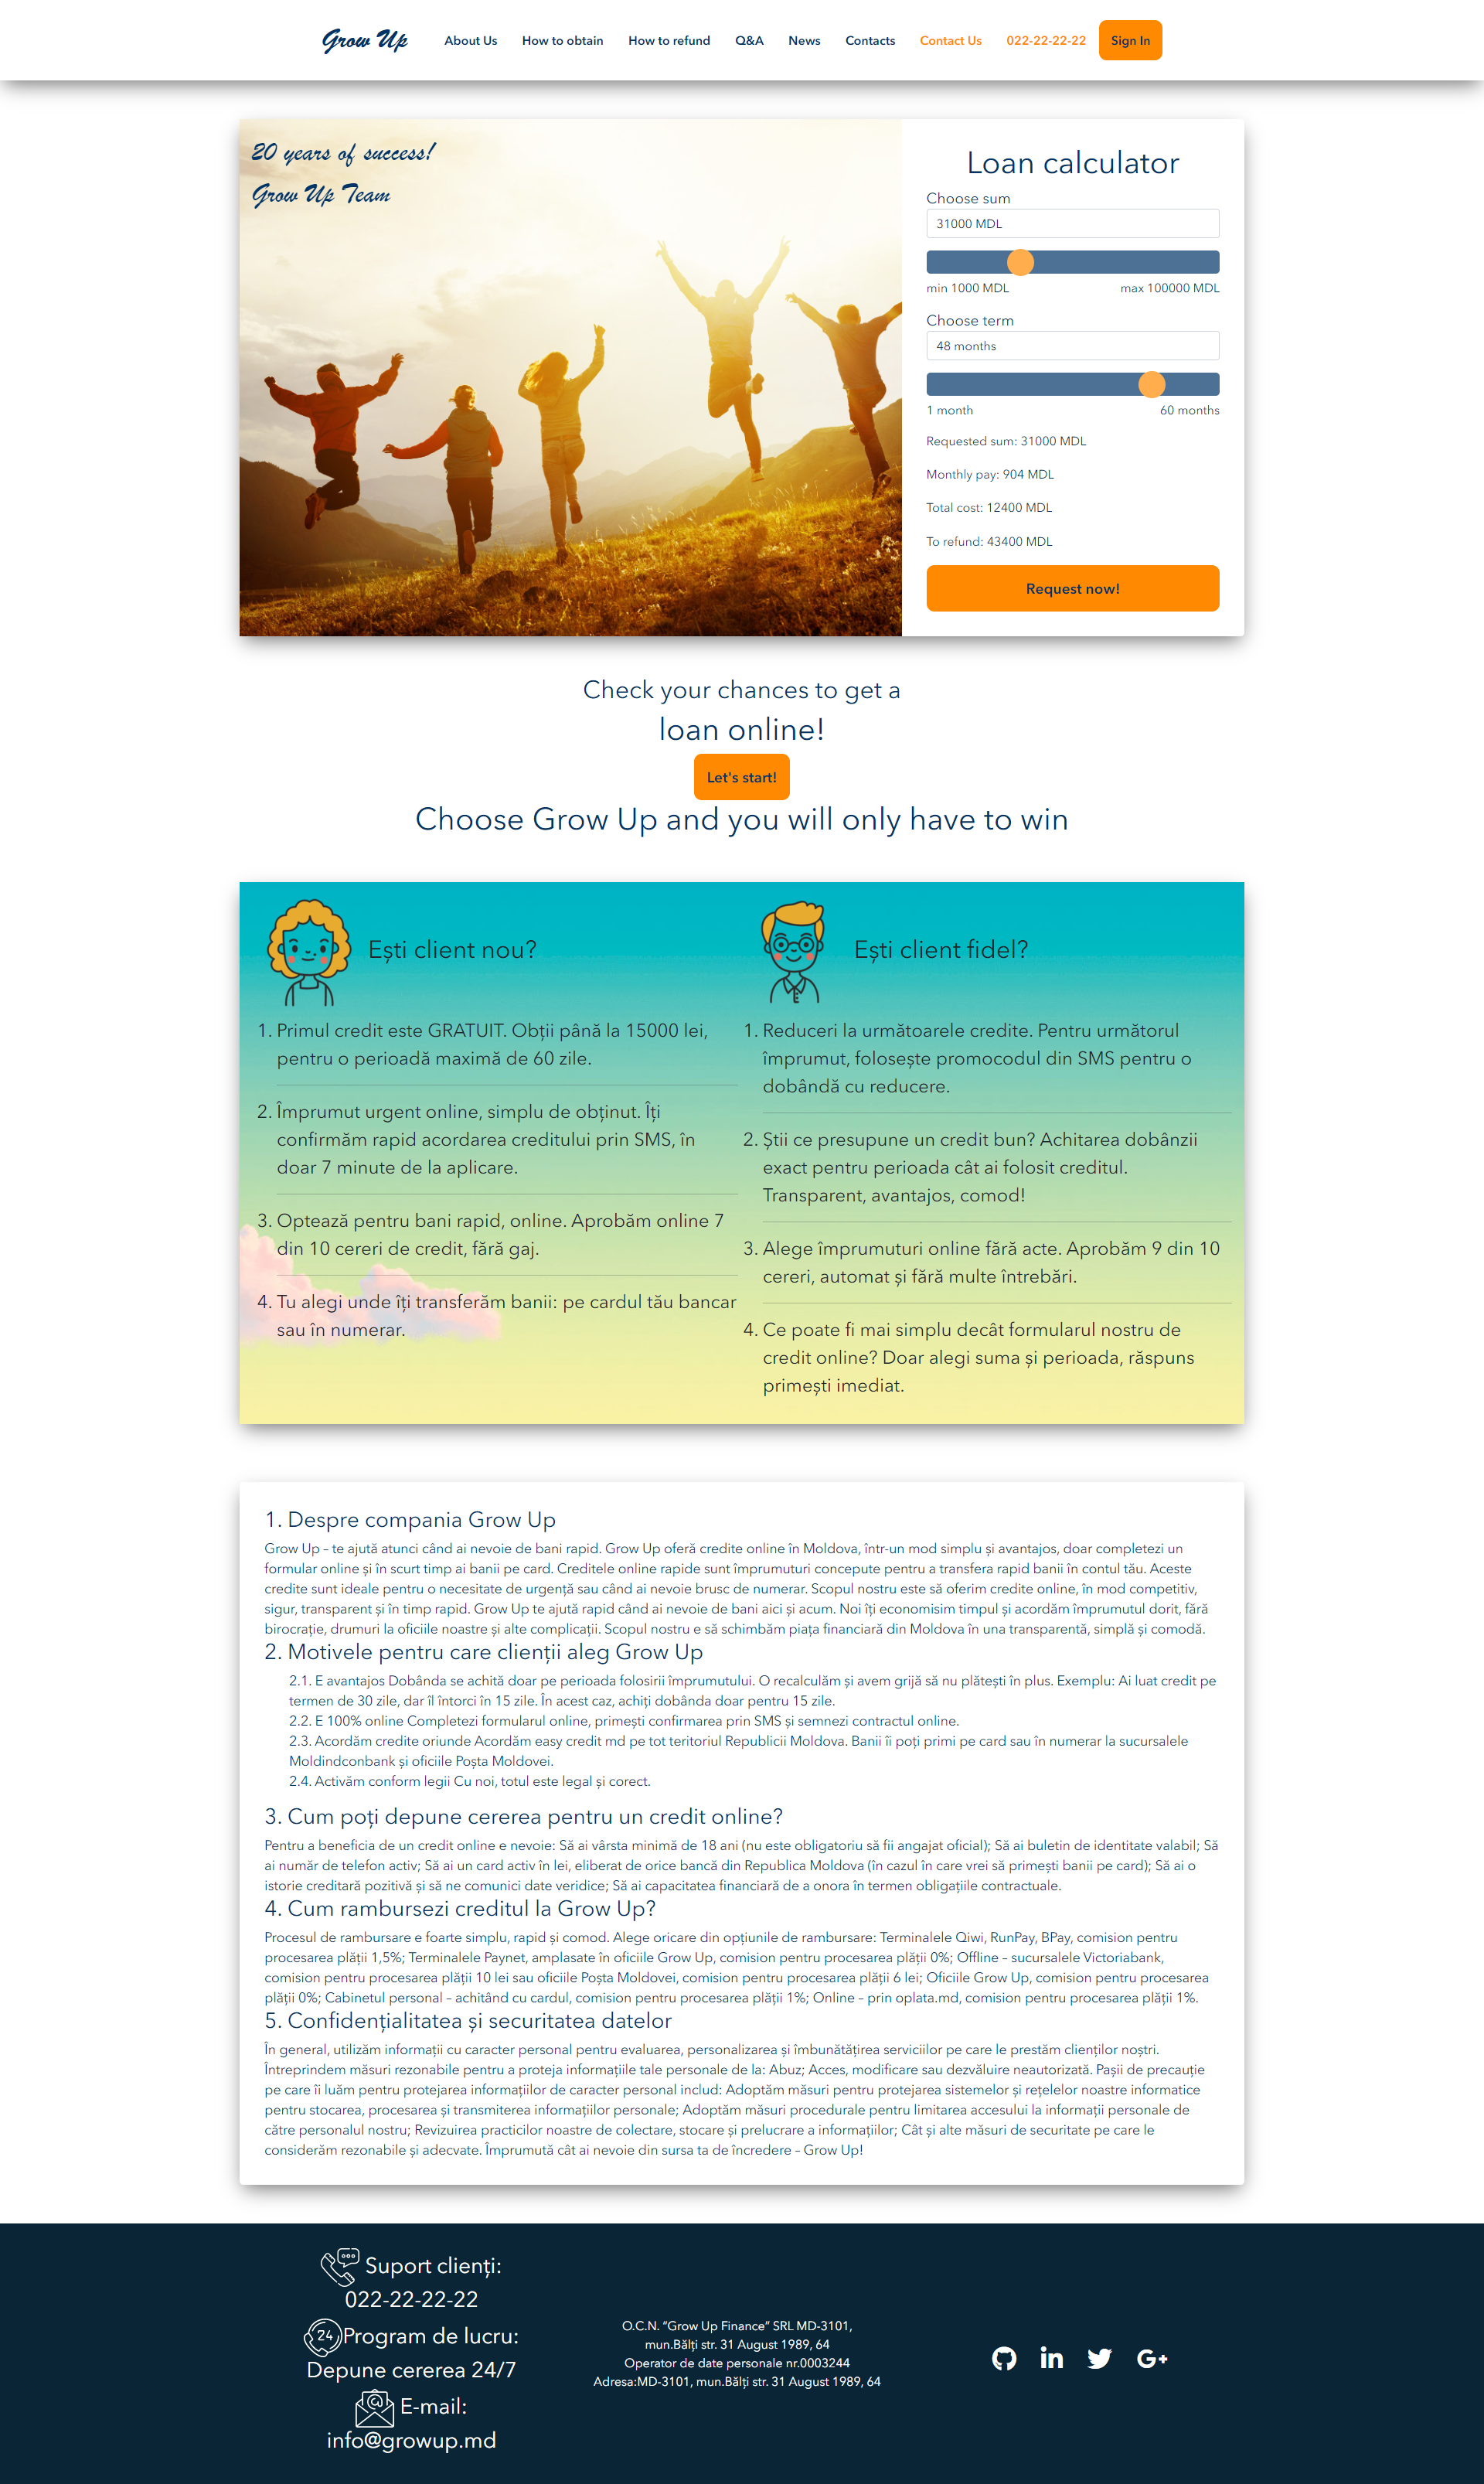 Grow Up
About Us
How to obtain
How to refund
Q&A
News
Contacts
Contact Us
022-22-22-22
Sign In
20 years of success!
Grow Up Team
Loan calculator
Choose sum
31000 MDL
min 1000 MDL
max 100000 MDL
Choose term
48 months
1 month
60 months
Requested sum: 31000 MDL
Monthly pay: 904 MDL
Total cost: 12400 MDL
To refund: 43400 MDL
Request now!
Check your chances to get a
loan online!
Let's start!
Choose Grow Up and you will only have to win
Ești client nou?
1. Primul credit este GRATUIT. Obții până la 15000 lei,
pentru o perioadă maximă de 60 zile.
2. Împrumut urgent online, simplu de obținut. Îți
confirmăm rapid acordarea creditului prin SMS, în
doar 7 minute de la aplicare.
3. Optează pentru bani rapid, online. Aprobăm online 7
din 10 cereri de credit, fără gaj.
4. Tu alegi unde îți transferăm banii: pe cardul tău bancar
sau în numerar.
Ești client fidel?
1. Reduceri la următoarele credite. Pentru următorul
împrumut, folosește promocodul din SMS pentru o
dobândă cu reducere.
2. Știi ce presupune un credit bun? Achitarea dobânzii
exact pentru perioada cât ai folosit creditul.
Transparent, avantajos, comod!
3. Alege împrumuturi online fără acte. Aprobăm 9 din 10
cereri, automat și fără multe întrebări.
4. Ce poate fi mai simplu decât formularul nostru de
credit online? Doar alegi suma și perioada, răspuns
primești imediat.
1. Despre compania Grow Up
Grow Up – te ajută atunci când ai nevoie de bani rapid. Grow Up oferă credite online în Moldova, într-un mod simplu și avantajos, doar completezi un
formular online și în scurt timp ai banii pe card. Creditele online rapide sunt împrumuturi concepute pentru a transfera rapid banii în contul tău. Aceste
credite sunt ideale pentru o necesitate de urgență sau când ai nevoie brusc de numerar. Scopul nostru este să oferim credite online, în mod competitiv,
sigur, transparent și în timp rapid. Grow Up te ajută rapid când ai nevoie de bani aici și acum. Noi îți economisim timpul și acordăm împrumutul dorit, fără
birocrație, drumuri la oficiile noastre și alte complicații. Scopul nostru e să schimbăm piața financiară din Moldova în una transparentă, simplă și comodă.
2. Motivele pentru care clienții aleg Grow Up
2.1. E avantajos Dobânda se achită doar pe perioada folosirii împrumutului. O recalculăm și avem grijă să nu plătești în plus. Exemplu: Ai luat credit pe
termen de 30 zile, dar îl întorci în 15 zile. În acest caz, achiți dobânda doar pentru 15 zile.
2.2. E 100% online Completezi formularul online, primești confirmarea prin SMS și semnezi contractul online.
2.3. Acordăm credite oriunde Acordăm easy credit md pe tot teritoriul Republicii Moldova. Banii îi poți primi pe card sau în numerar la sucursalele
Moldindconbank și oficiile Poșta Moldovei.
2.4. Activăm conform legii Cu noi, totul este legal și corect.
3. Cum poți depune cererea pentru un credit online?
Pentru a beneficia de un credit online e nevoie: Să ai vârsta minimă de 18 ani (nu este obligatoriu să fii angajat oficial); Să ai buletin de identitate valabil; Să
ai număr de telefon activ; Să ai un card activ în lei, eliberat de orice bancă din Republica Moldova (în cazul în care vrei să primești banii pe card); Să ai o
istorie creditară pozitivă și să ne comunici date veridice; Să ai capacitatea financiară de a onora în termen obligațiile contractuale.
4. Cum rambursezi creditul la Grow Up?
Procesul de rambursare e foarte simplu, rapid și comod. Alege oricare din opțiunile de rambursare: Terminalele Qiwi, RunPay, BPay, comision pentru
procesarea plății 1,5%; Terminalele Paynet, amplasate în oficiile Grow Up, comision pentru procesarea plății 0%; Offline – sucursalele Victoriabank,
comision pentru procesarea plății 10 lei sau oficiile Poșta Moldovei, comision pentru procesarea plății 6 lei; Oficiile Grow Up, comision pentru procesarea
plății 0%; Cabinetul personal – achitând cu cardul, comision pentru procesarea plății 1%; Online – prin oplata.md, comision pentru procesarea plății 1%.
5. Confidențialitatea și securitatea datelor
În general, utilizăm informații cu caracter personal pentru evaluarea, personalizarea și îmbunătățirea serviciilor pe care le prestăm clienților noștri.
Întreprindem măsuri rezonabile pentru a proteja informațiile tale personale de la: Abuz; Acces, modificare sau dezvăluire neautorizată. Pașii de precauție
pe care îi luăm pentru protejarea informațiilor de caracter personal includ: Adoptăm măsuri pentru protejarea sistemelor și rețelelor noastre informatice
pentru stocarea, procesarea și transmiterea informațiilor personale; Adoptăm măsuri procedurale pentru limitarea accesului la informații personale de
către personalul nostru; Revizuirea practicilor noastre de colectare, stocare și prelucrare a informațiilor; Cât și alte măsuri de securitate pe care le
considerăm rezonabile și adecvate. Împrumută cât ai nevoie din sursa ta de încredere – Grow Up!
Suport clienți:
022-22-22-22
24
Program de lucru:
Depune cererea 24/7
E-mail:
info@growup.md
O.C.N. “Grow Up Finance” SRL MD-3101,
mun.Bălți str. 31 August 1989, 64
Operator de date personale nr.0003244
Adresa:MD-3101, mun.Bălți str. 31 August 1989, 64